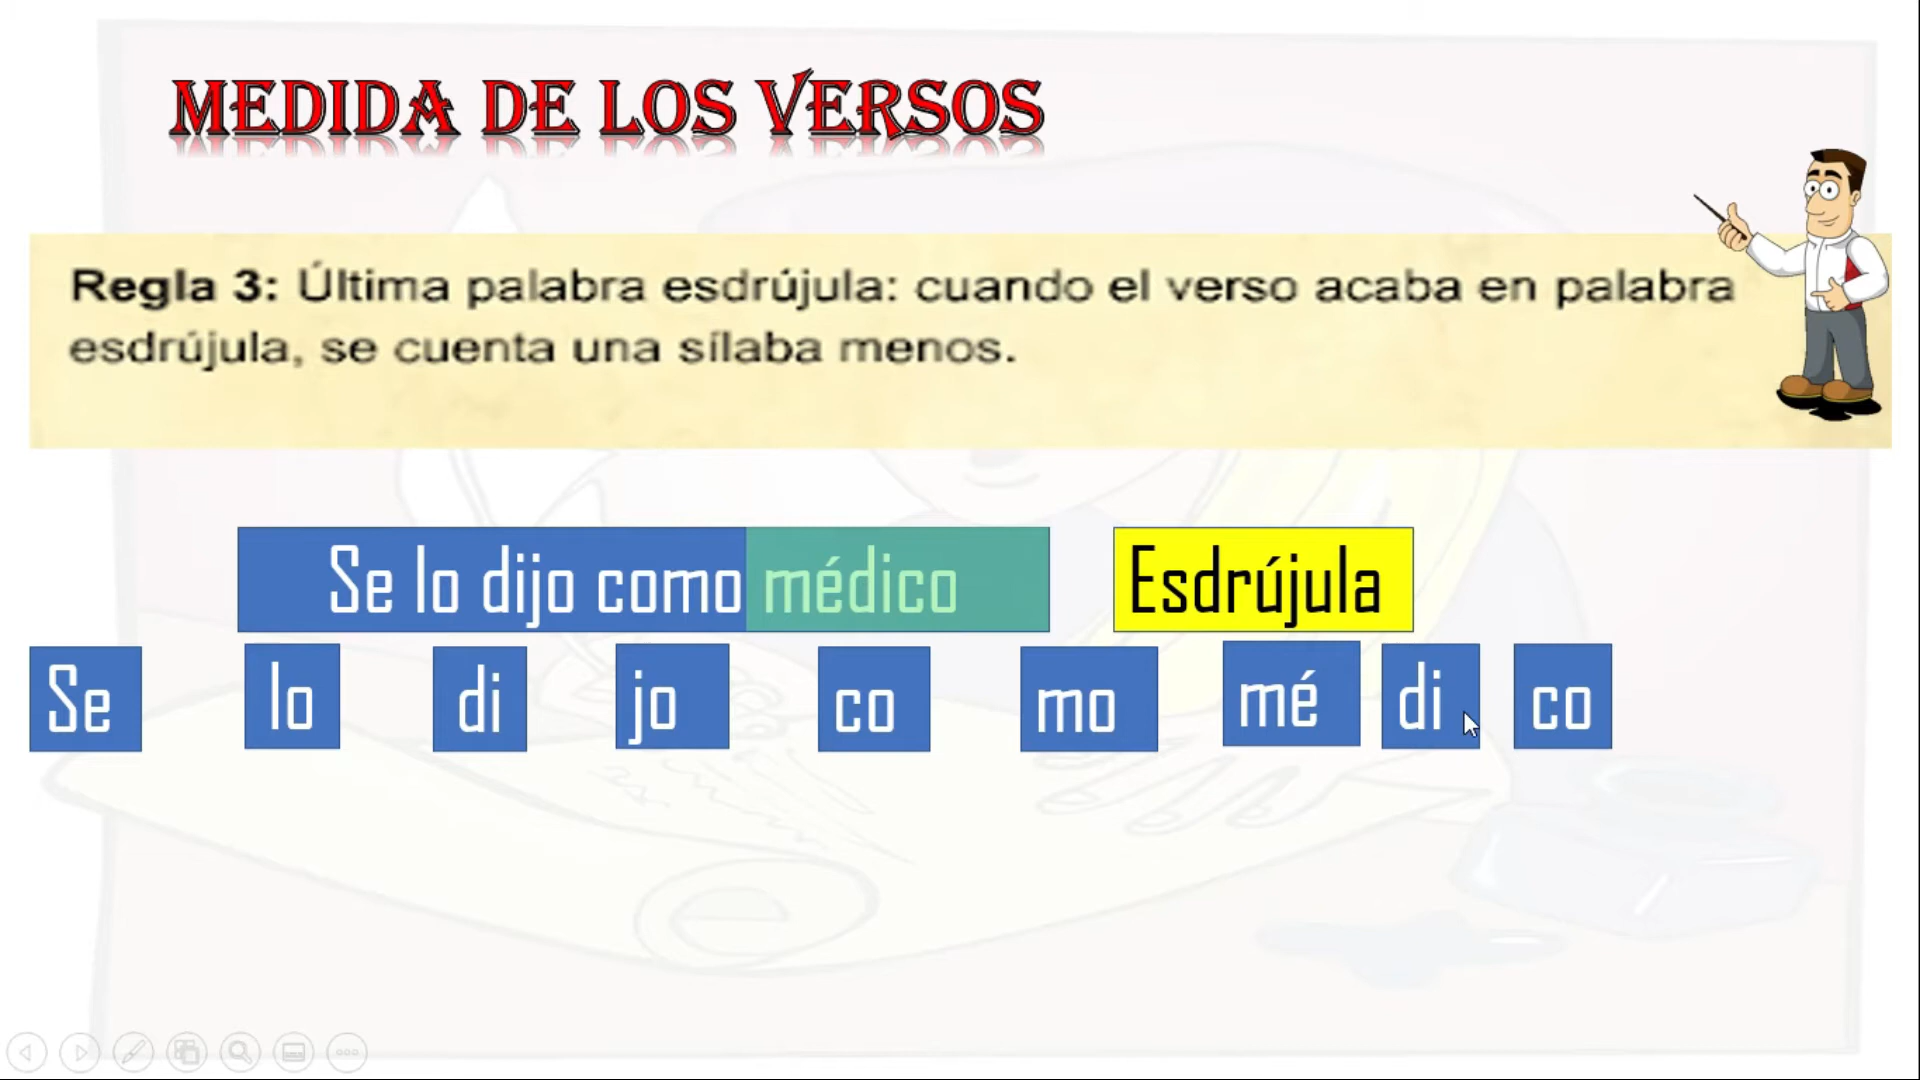 MEDIDA DE LOS VERSOS
Regla 3: Última palabra esdrújula: cuando el verso acaba en palabra
esdrújula, se cuenta una sílaba menos.
Se lo dijo como médico Esdrújula
Se lo di jo co mo mé di co